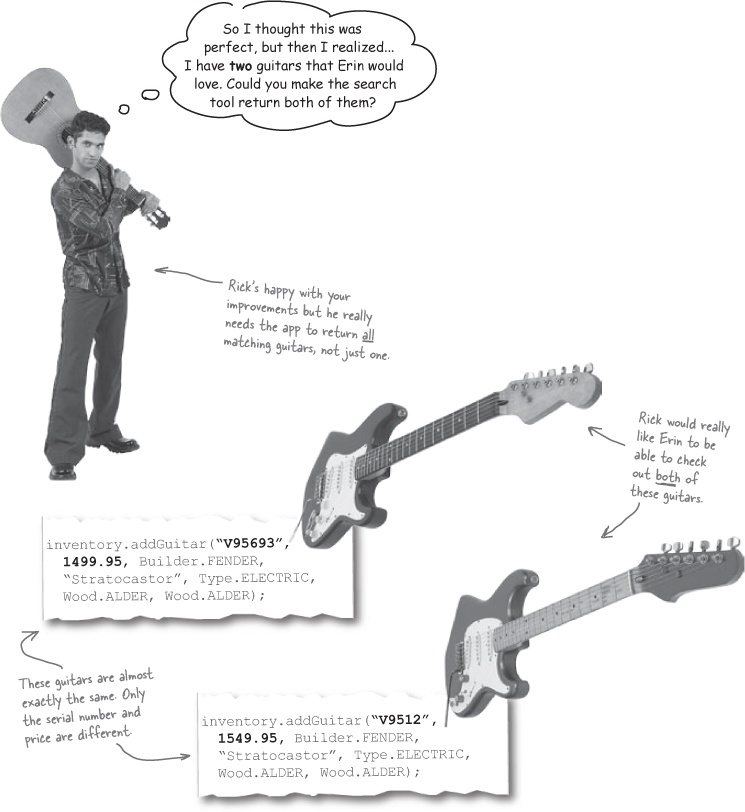 So I thought this was
perfect, but then I realized...
I have two guitars that Erin would
love. Could you make the search
tool return both of them?
Rick's happy with your
improvements but he really
needs the app to return all
matching guitars, not just one.
Rick would really
like Erin to be
able to check
out both of
these guitars.
inventory.addGuitar(“V95693”,
1499.95, Builder.FENDER,
“Stratocastor”, Type.ELECTRIC,
Wood.ALDER, Wood.ALDER);
These guitars are almost
exactly the same. Only
the serial number and
price are different.
inventory.addGuitar(“V9512”,
1549.95, Builder.FENDER,
“Stratocastor”, Type.ELECTRIC,
Wood.ALDER, Wood.ALDER);